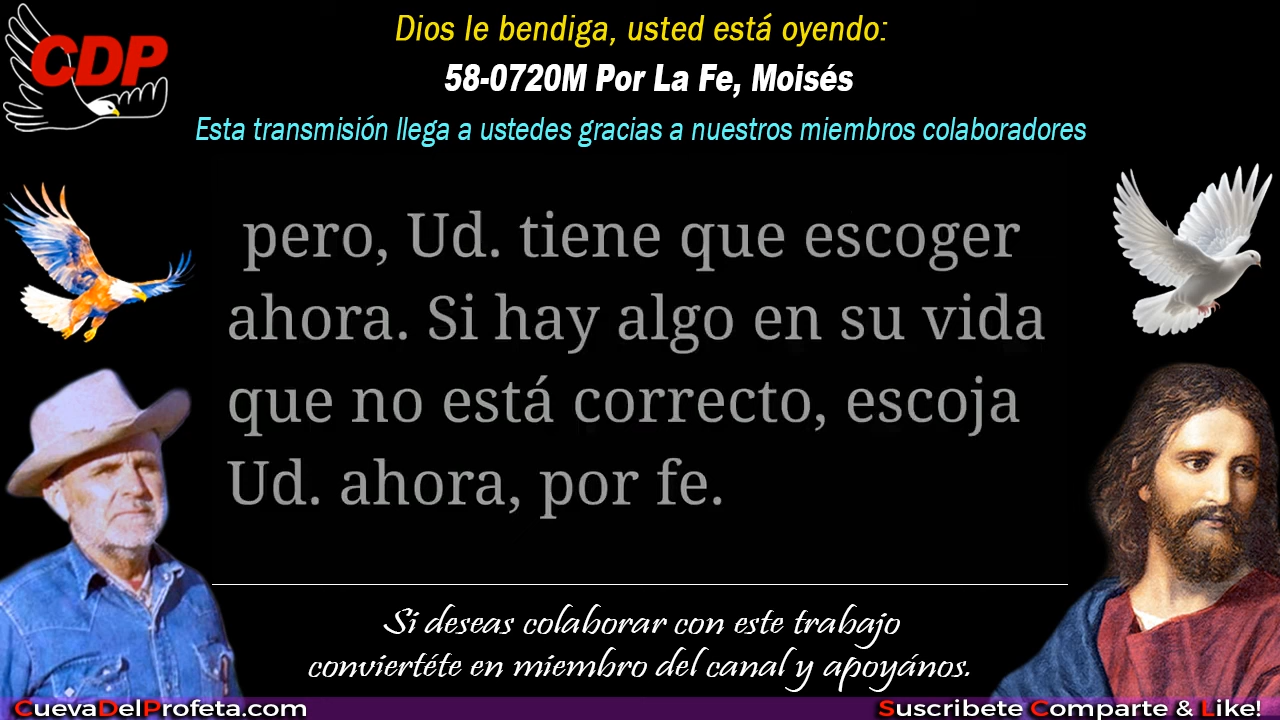 CDP
Dios le bendiga, usted está oyendo:
58-0720M Por La Fe, Moisés
Esta transmisión llega a ustedes gracias a nuestros miembros colaboradores
pero, Ud. tiene que escoger
ahora. Si hay algo en su vida
que no está correcto, escoja
Ud. ahora, por fe.
Si deseas colaborar con este trabajo
conviertéte en miembro del canal y apoyános.
CuevaDelProfeta.com
Suscribete Comparte & Like!